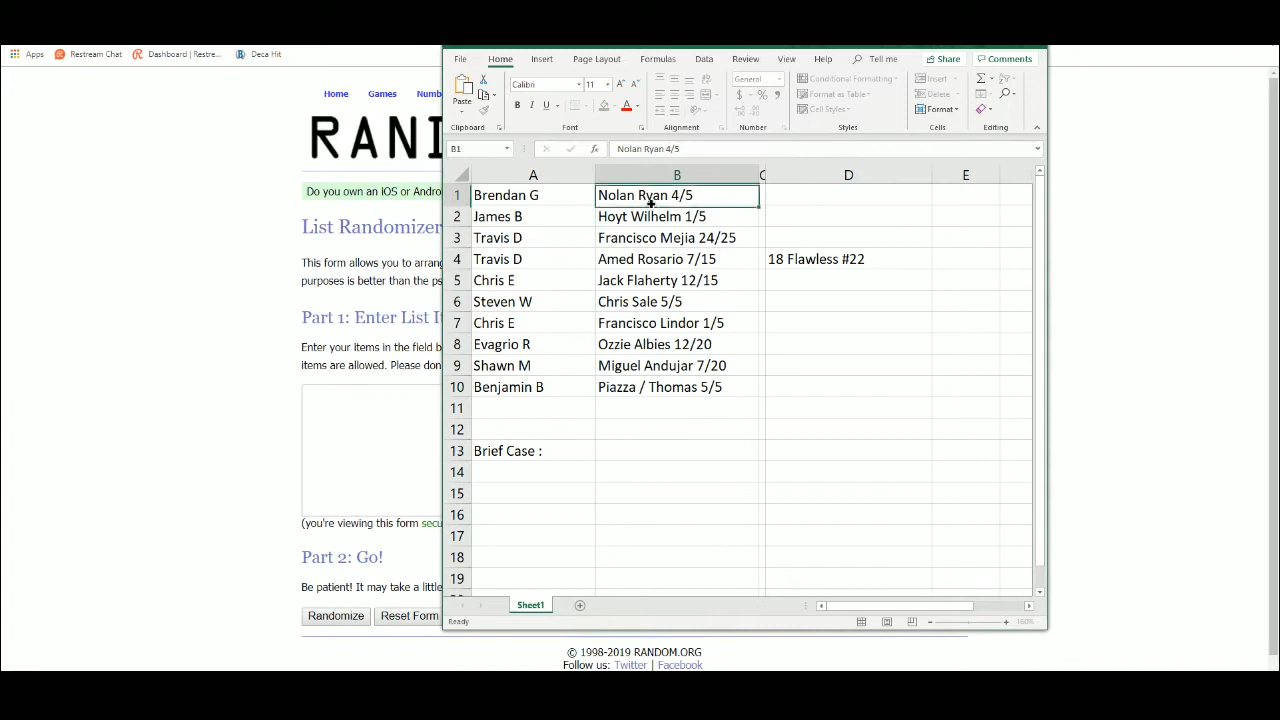 Apps Restream Chat Dashboard | Restre... Deca Hit
File Home Insert Page Layout Formulas Data Review View Help Tell me Share Comments
Home Games Numb
RAND
Do you own an iOS or Andro
List Randomizer
This form allows you to arrang
purposes is better than the ps
Part 1: Enter List It
Enter your items in the field b
items are allowed. Please don
(you're viewing this form secu
Part 2: Go!
Be patient! It may take a little
Randomize Reset Form
Paste
Calibri 11
B I U A
General
$ % 9
Conditional Formatting
Format as Table
Cell Styles
Insert
Delete
Format
Clipboard Font Alignment Number Styles Cells Editing
B1 fx Nolan Ryan 4/5
A B C D E
1 Brendan G Nolan Ryan 4/5
2 James B Hoyt Wilhelm 1/5
3 Travis D Francisco Mejia 24/25
4 Travis D Amed Rosario 7/15 18 Flawless #22
5 Chris E Jack Flaherty 12/15
6 Steven W Chris Sale 5/5
7 Chris E Francisco Lindor 1/5
8 Evagrio R Ozzie Albies 12/20
9 Shawn M Miguel Andujar 7/20
10 Benjamin B Piazza / Thomas 5/5
11
12
13 Brief Case :
14
15
16
17
18
19
Sheet1
Ready 160%
© 1998-2019 RANDOM.ORG
Follow us: Twitter | Facebook